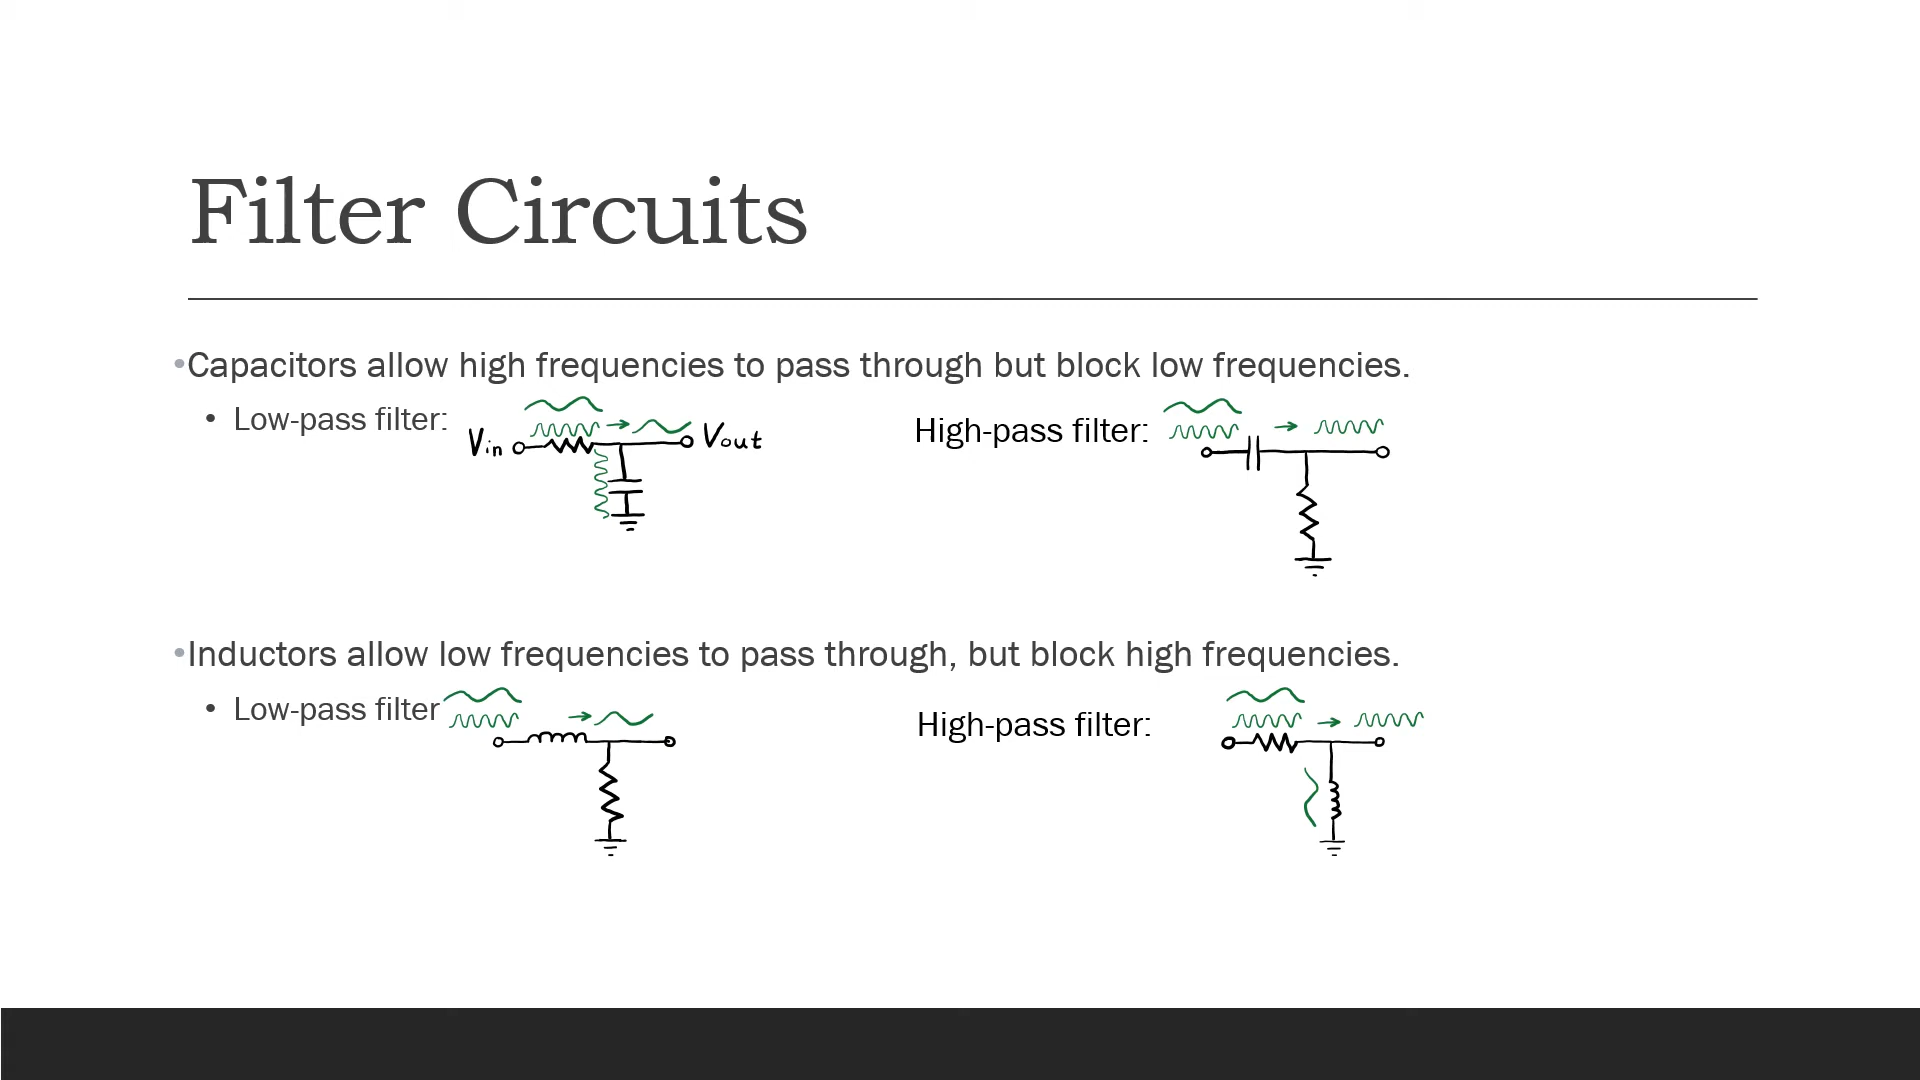 Filter Circuits
•Capacitors allow high frequencies to pass through but block low frequencies.
• Low-pass filter:
Vin
Vout
High-pass filter:
•Inductors allow low frequencies to pass through, but block high frequencies.
• Low-pass filter
High-pass filter: